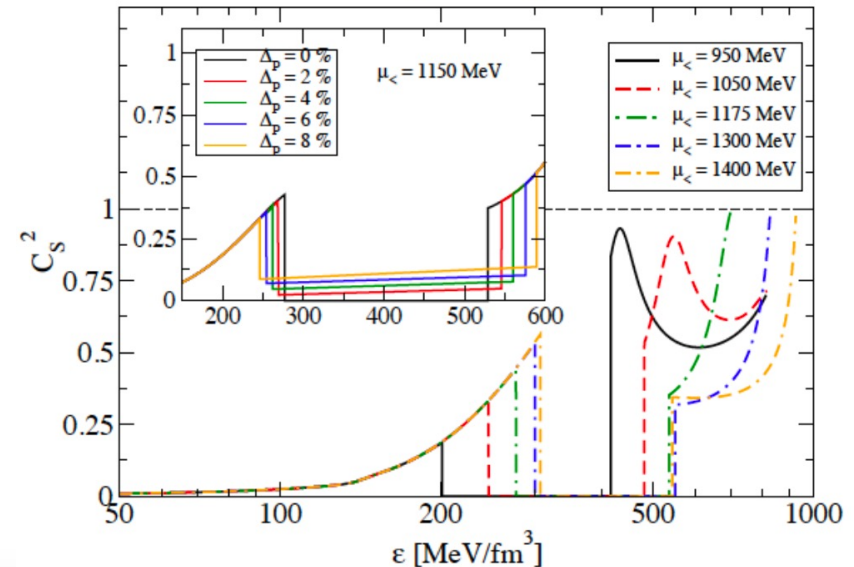 Δp = 0 %
Δp = 2 %
Δp = 4 %
Δp = 6 %
Δp = 8 %
μ< = 1150 MeV
μ< = 950 MeV
μ< = 1050 MeV
μ< = 1175 MeV
μ< = 1300 MeV
μ< = 1400 MeV
1
0.75
0.5
0.25
0
200 300 400 500 600
1
0.75
0.5
0.25
0
CS²
50 100 200 500 1000
ε [MeV/fm³]